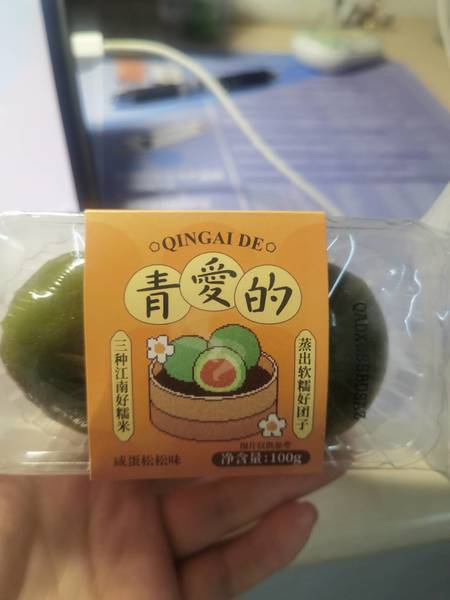 QINGAI DE
青愛的
三种江南好糯米
蒸出软糯好团子
图片仅供参考
咸蛋松松味
净含量:100g